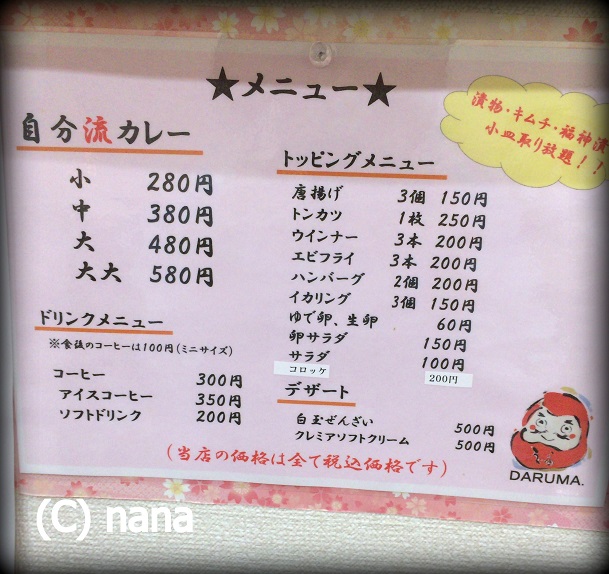 ★メニュー★
漬物・キムチ・福神漬
小皿取り放題！！
自分流カレー
小 280円
中 380円
大 480円
大大 580円
ドリンクメニュー
※食後のコーヒーは100円(ミニサイズ)
コーヒー 300円
アイスコーヒー 350円
ソフトドリンク 200円
トッピングメニュー
唐揚げ 3個 150円
トンカツ 1枚 250円
ウインナー 3本 200円
エビフライ 3本 200円
ハンバーグ 2個 200円
イカリング 3個 150円
ゆで卵、生卵 60円
卵サラダ 150円
サラダ 100円
コロッケ 200円
デザート
白玉ぜんざい 500円
クレミアソフトクリーム 500円
(当店の価格は全て税込価格です)
DARUMA.
(C) nana